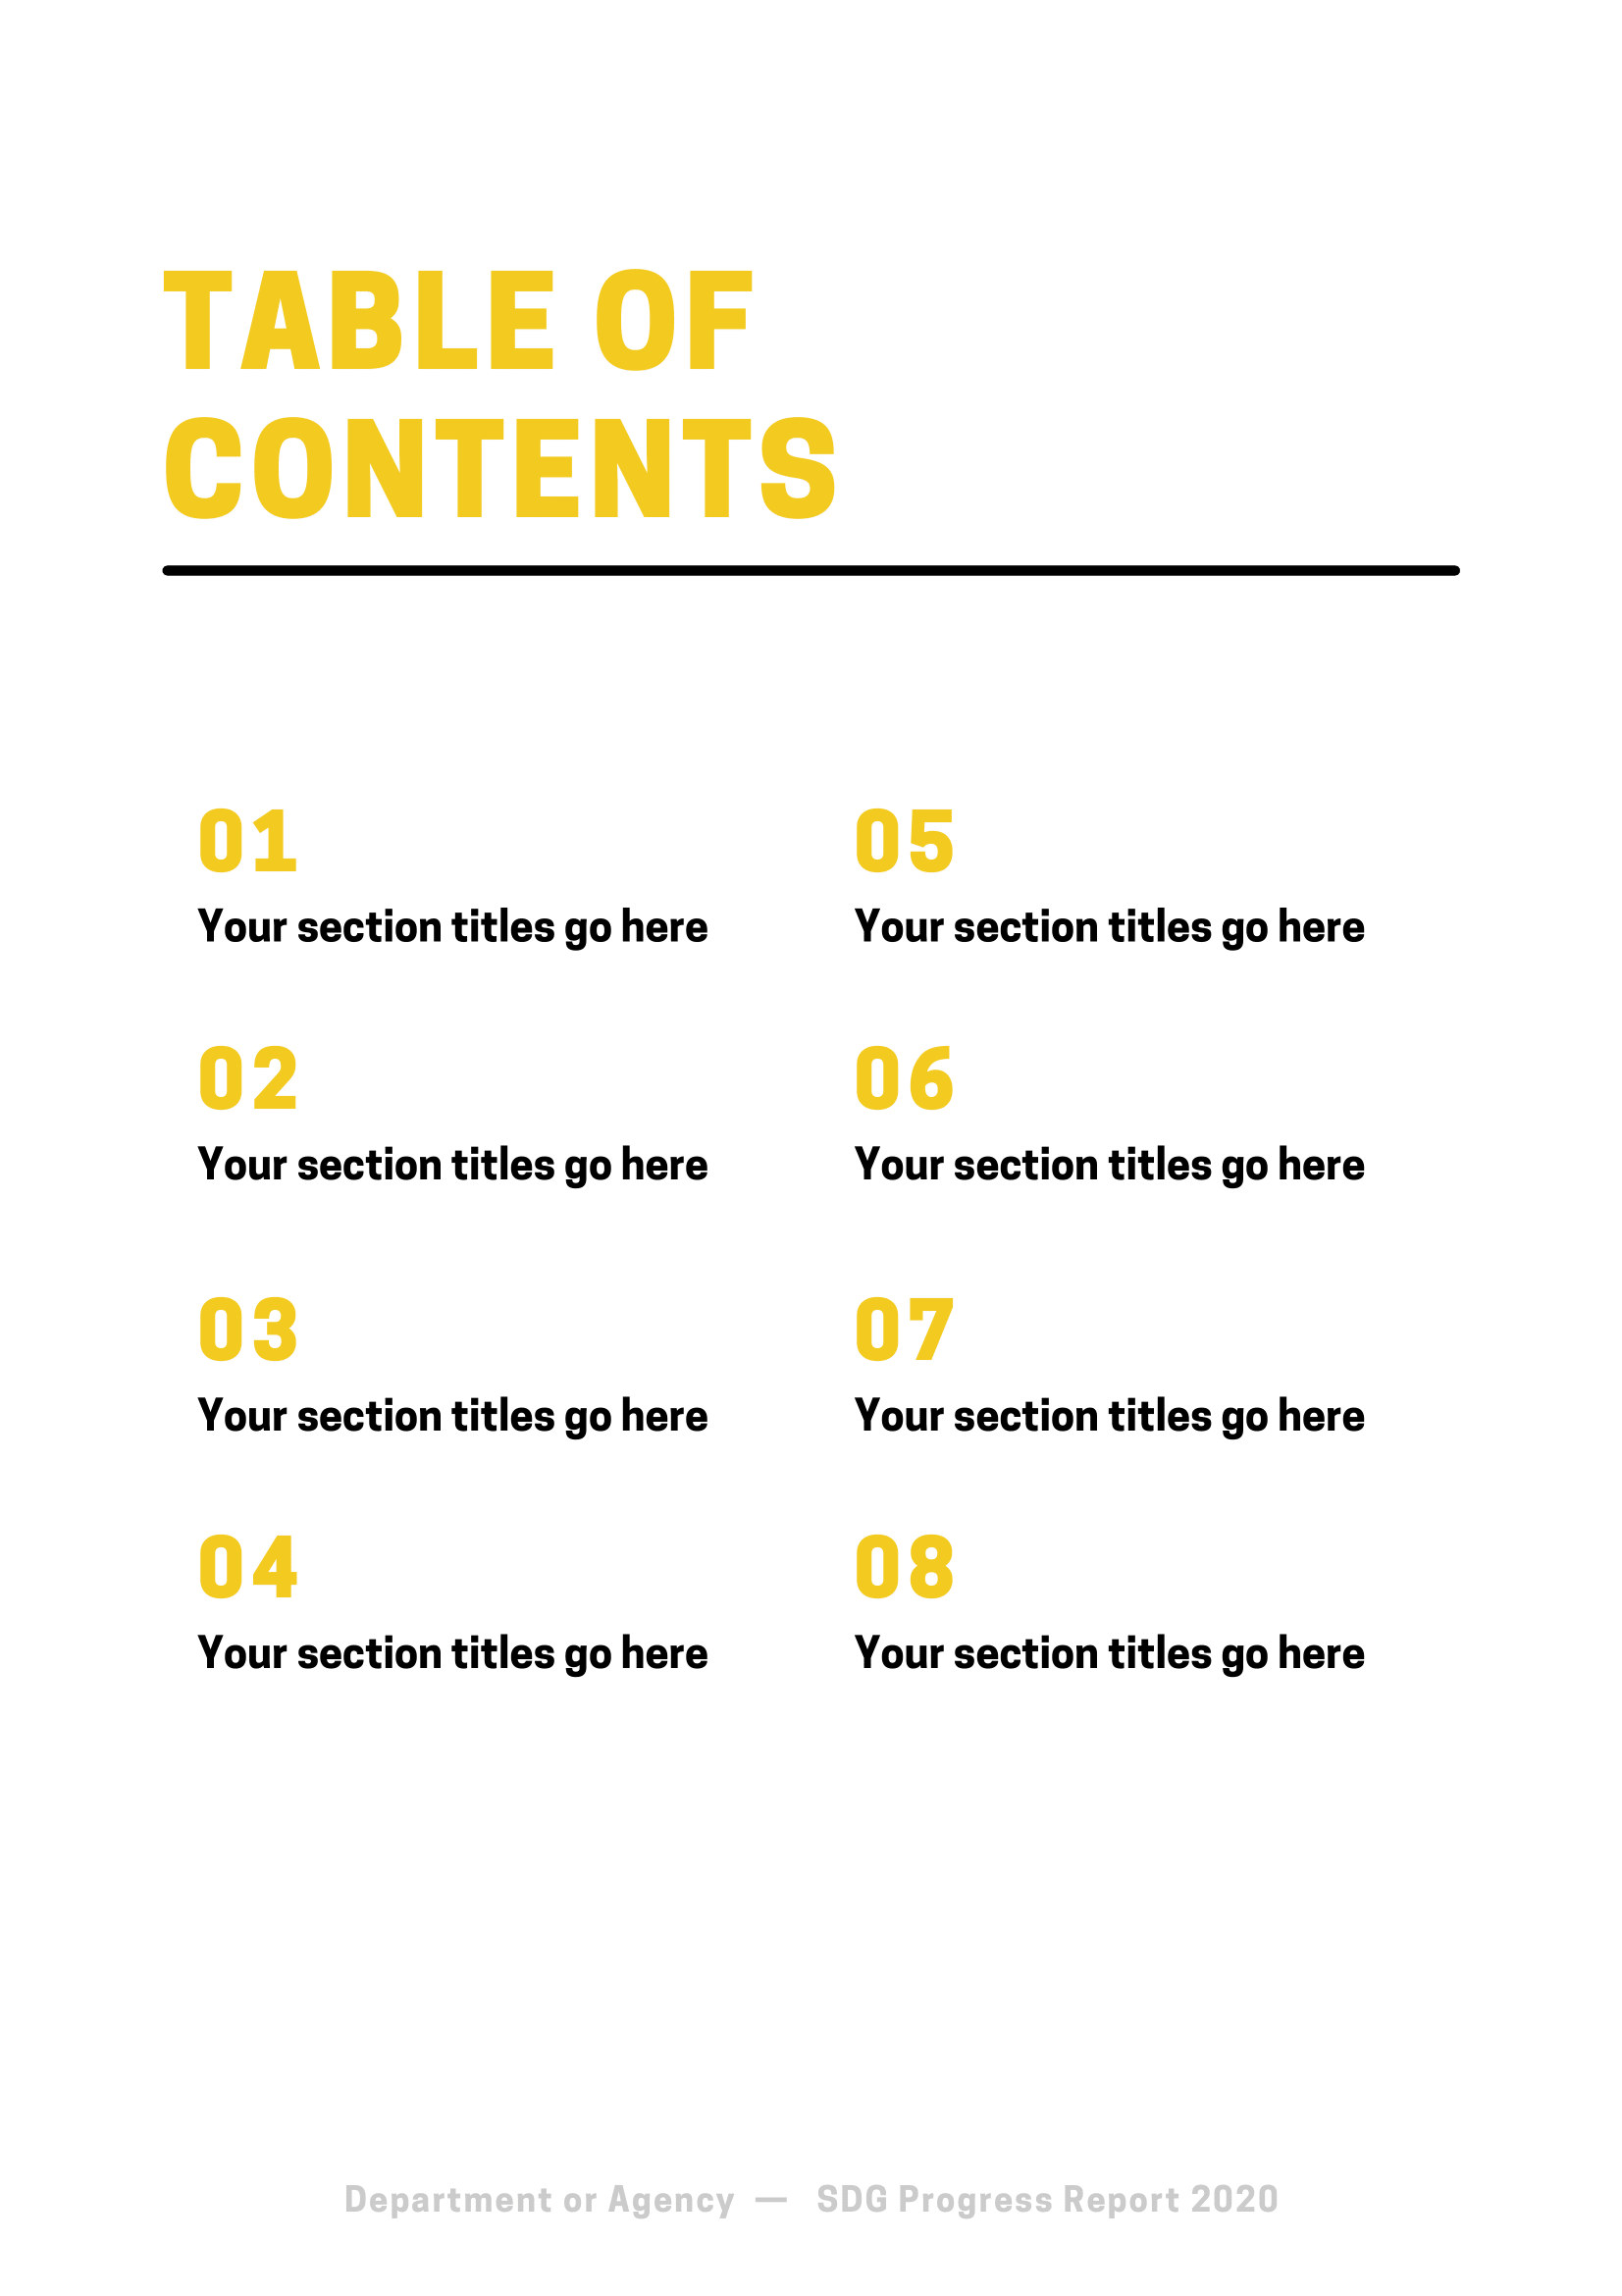 TABLE OF
CONTENTS
01
Your section titles go here
02
Your section titles go here
03
Your section titles go here
04
Your section titles go here
05
Your section titles go here
06
Your section titles go here
07
Your section titles go here
08
Your section titles go here
Department or Agency — SDG Progress Report 2020